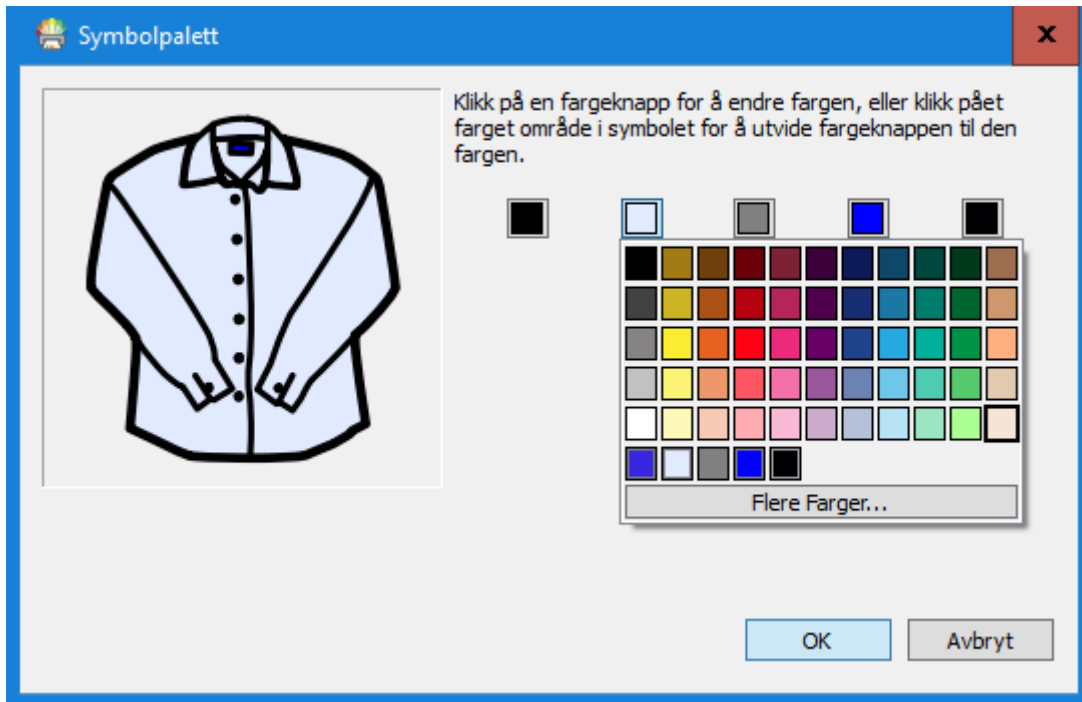 Symbolpalett
Klikk på en fargeknapp for å endre fargen, eller klikk pået
farget område i symbolet for å utvide fargeknappen til den
fargen.
Flere Farger...
OK
Avbryt